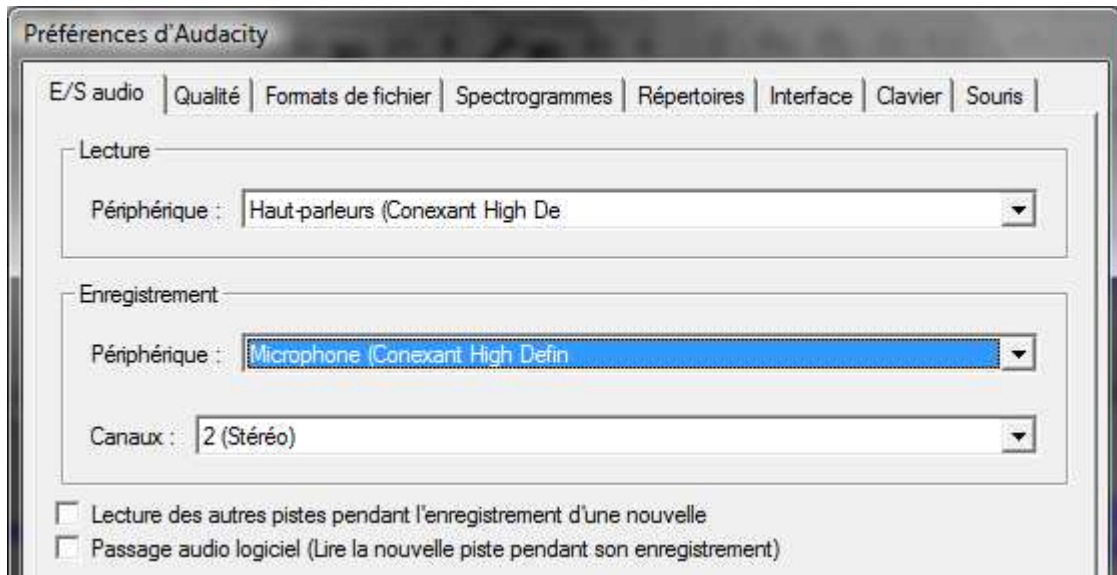 Préférences d'Audacity
E/S audio Qualité Formats de fichier Spectrogrammes Répertoires Interface Clavier Souris
Lecture
Périphérique : Haut-parleurs (Conexant High De
Enregistrement
Périphérique : Microphone (Conexant High Defin
Canaux : 2 (Stéréo)
Lecture des autres pistes pendant l'enregistrement d'une nouvelle
Passage audio logiciel (Lire la nouvelle piste pendant son enregistrement)